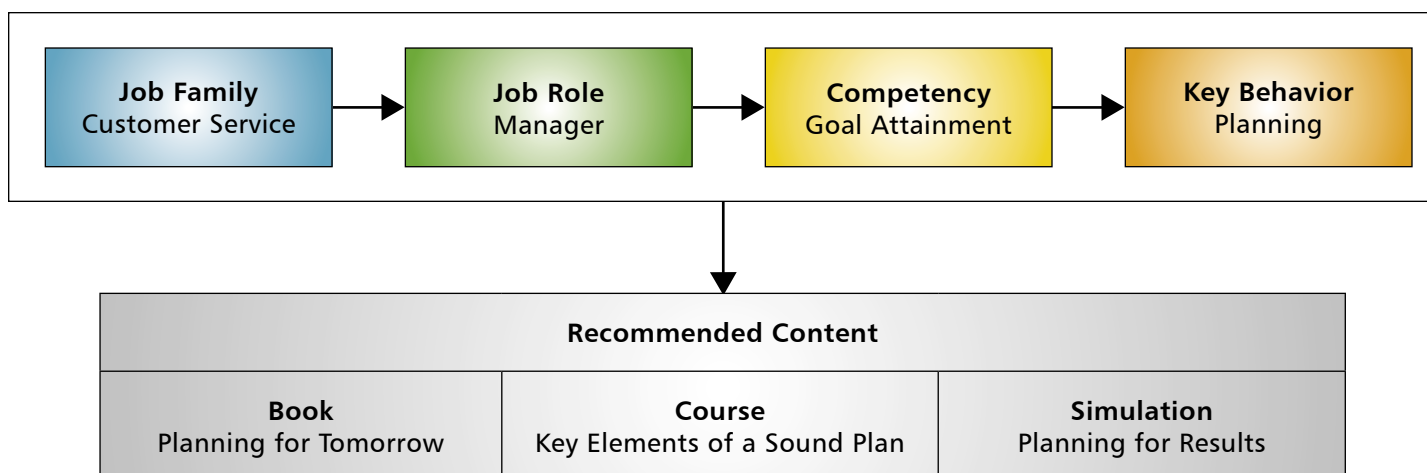 Job Family
Customer Service
Job Role
Manager
Competency
Goal Attainment
Key Behavior
Planning
Recommended Content
Book
Planning for Tomorrow
Course
Key Elements of a Sound Plan
Simulation
Planning for Results